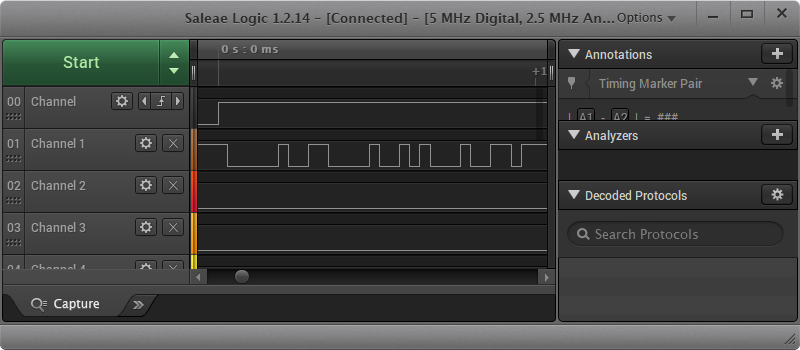 Saleae Logic 1.2.14 - [Connected] - [5 MHz Digital, 2.5 MHz An...
Options
Start
0 s : 0 ms
+1
00 Channel
01 Channel 1
02 Channel 2
03 Channel 3
04 Channel 4
Capture
Annotations
Timing Marker Pair
| A1 - A2 | = ###
Analyzers
Decoded Protocols
Search Protocols